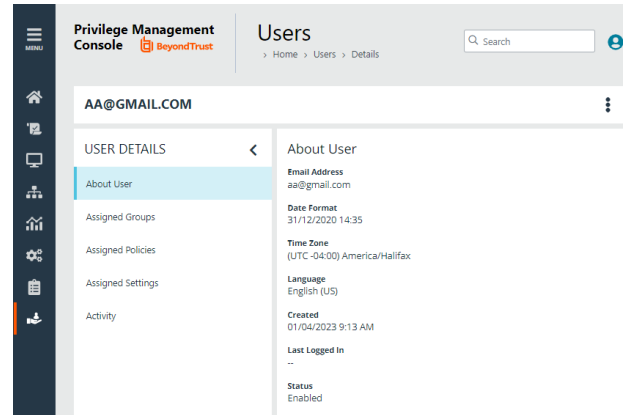 MENU
Privilege Management
Console BeyondTrust
Users
› Home › Users › Details
Search
AA@GMAIL.COM
USER DETAILS
About User
Assigned Groups
Assigned Policies
Assigned Settings
Activity
About User
Email Address
aa@gmail.com
Date Format
31/12/2020 14:35
Time Zone
(UTC -04:00) America/Halifax
Language
English (US)
Created
01/04/2023 9:13 AM
Last Logged In
--
Status
Enabled